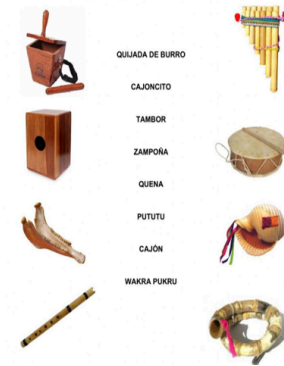 QUIJADA DE BURRO
CAJONCITO
TAMBOR
ZAMPOÑA
QUENA
PUTUTU
CAJÓN
WAKRA PUKRU